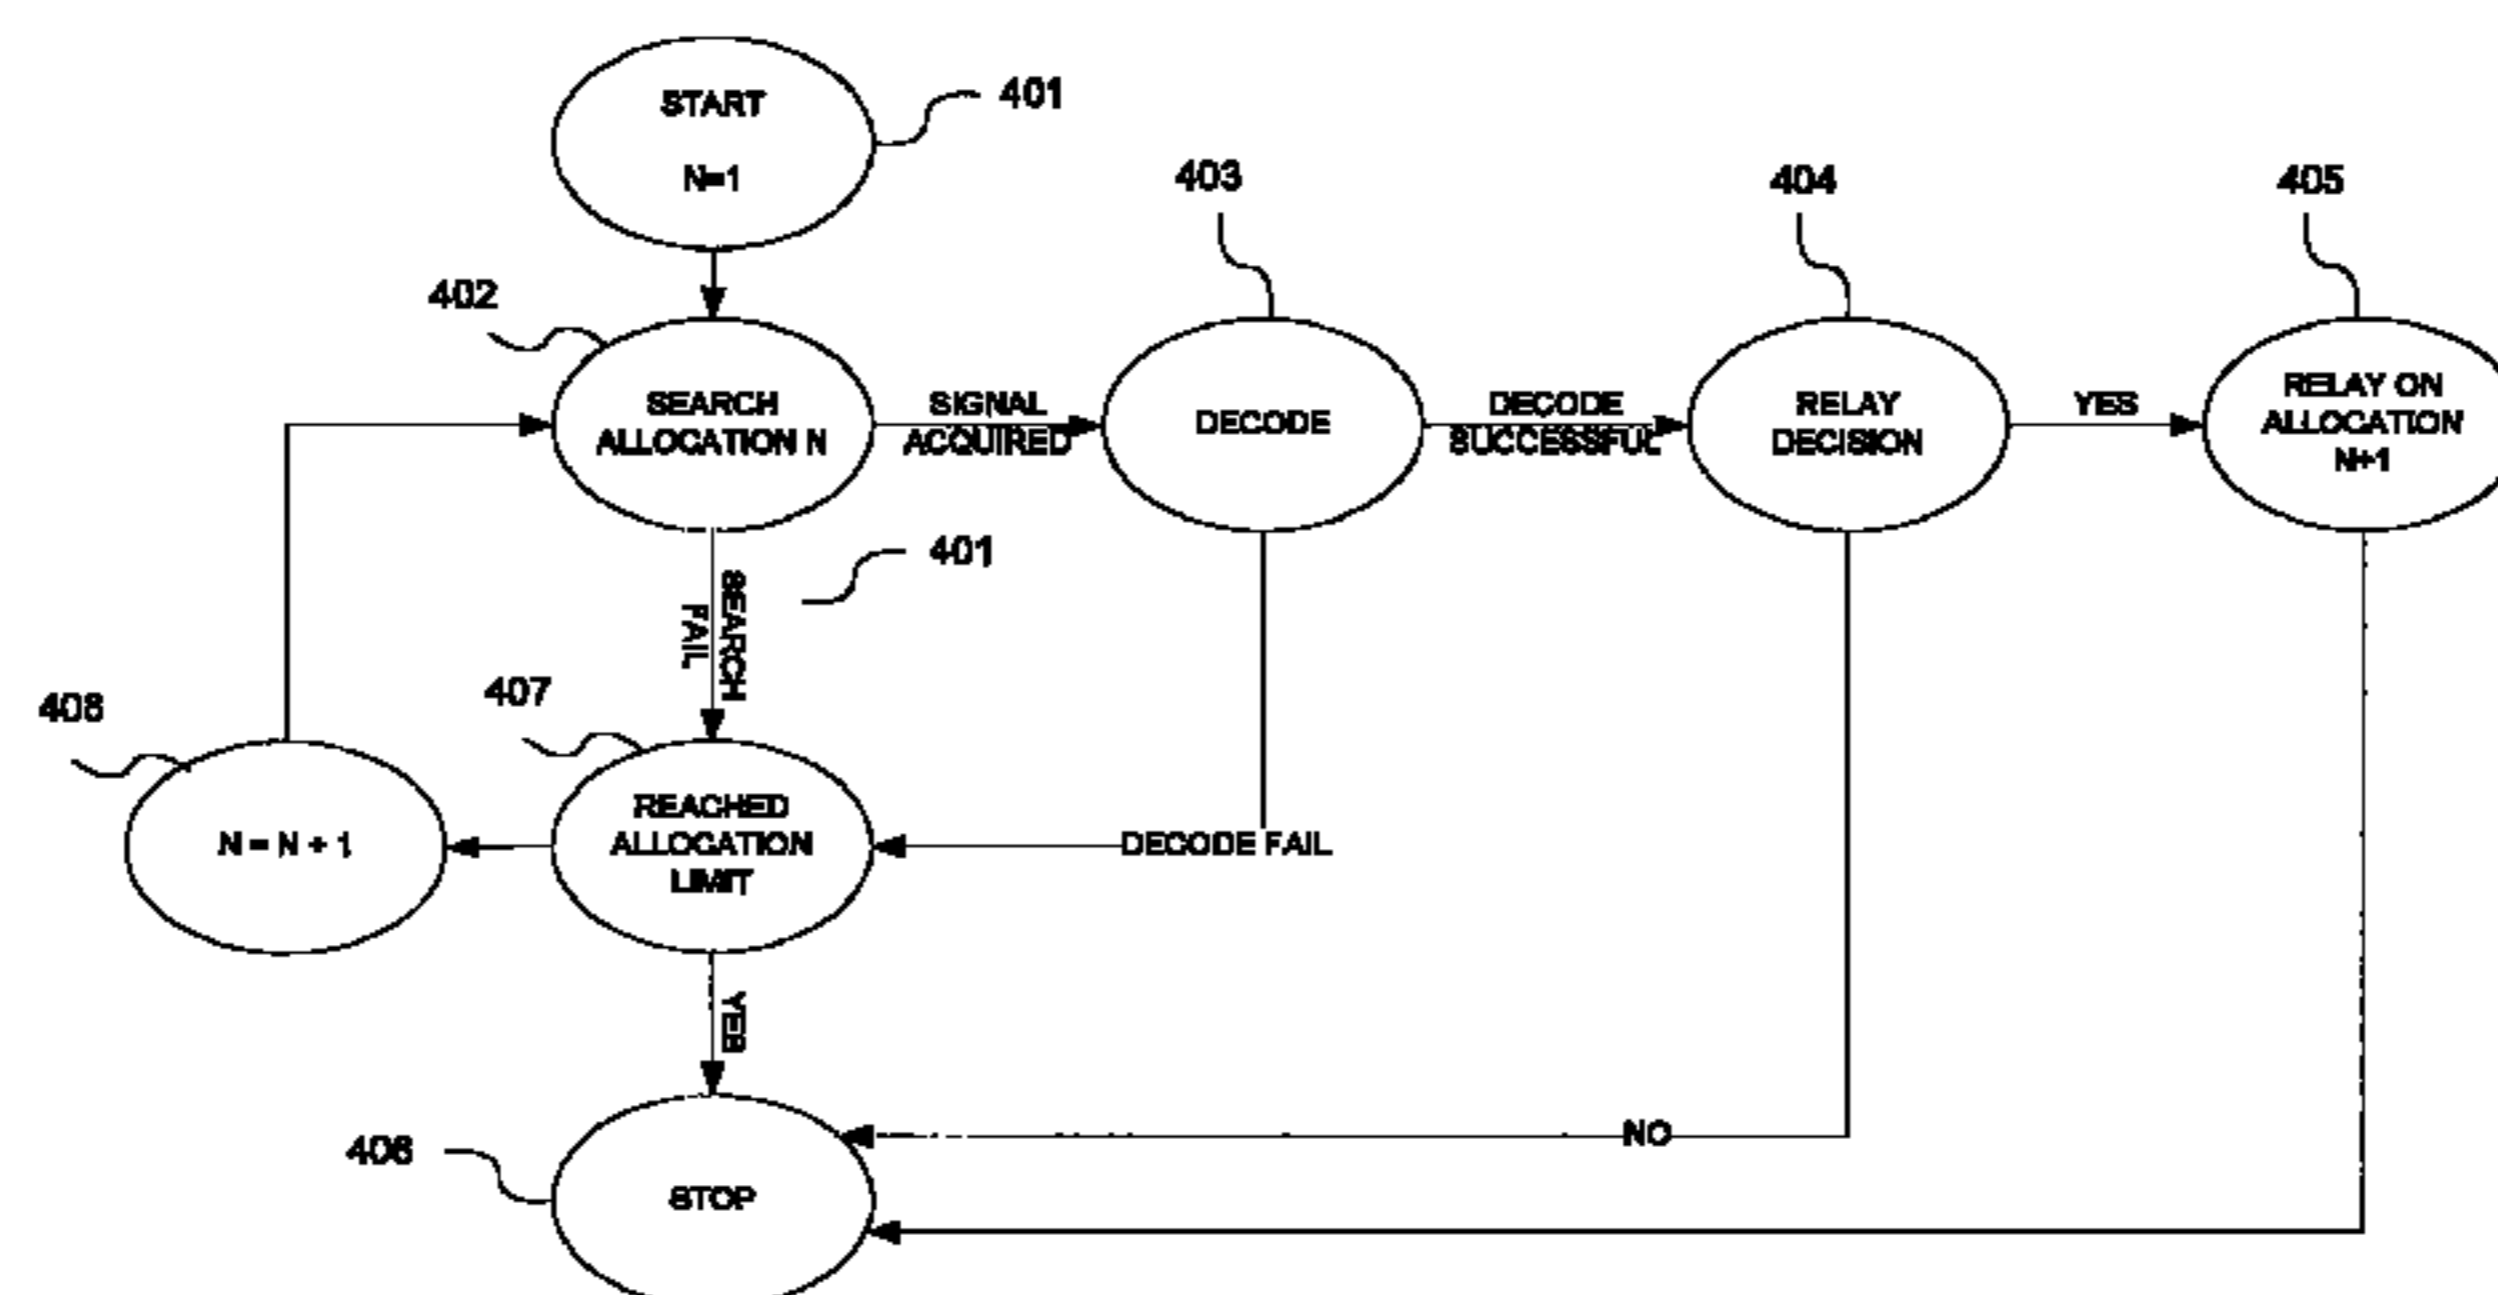 START
N=1
401
402
403
404
405
SEARCH
ALLOCATION N
SIGNAL
ACQUIRED
DECODE
DECODE
SUCCESSFUL
RELAY
DECISION
YES
RELAY ON
ALLOCATION
N+1
401
SEARCH
FAIL
408
407
N = N + 1
REACHED
ALLOCATION
LIMIT
DECODE FAIL
YES
NO
406
STOP